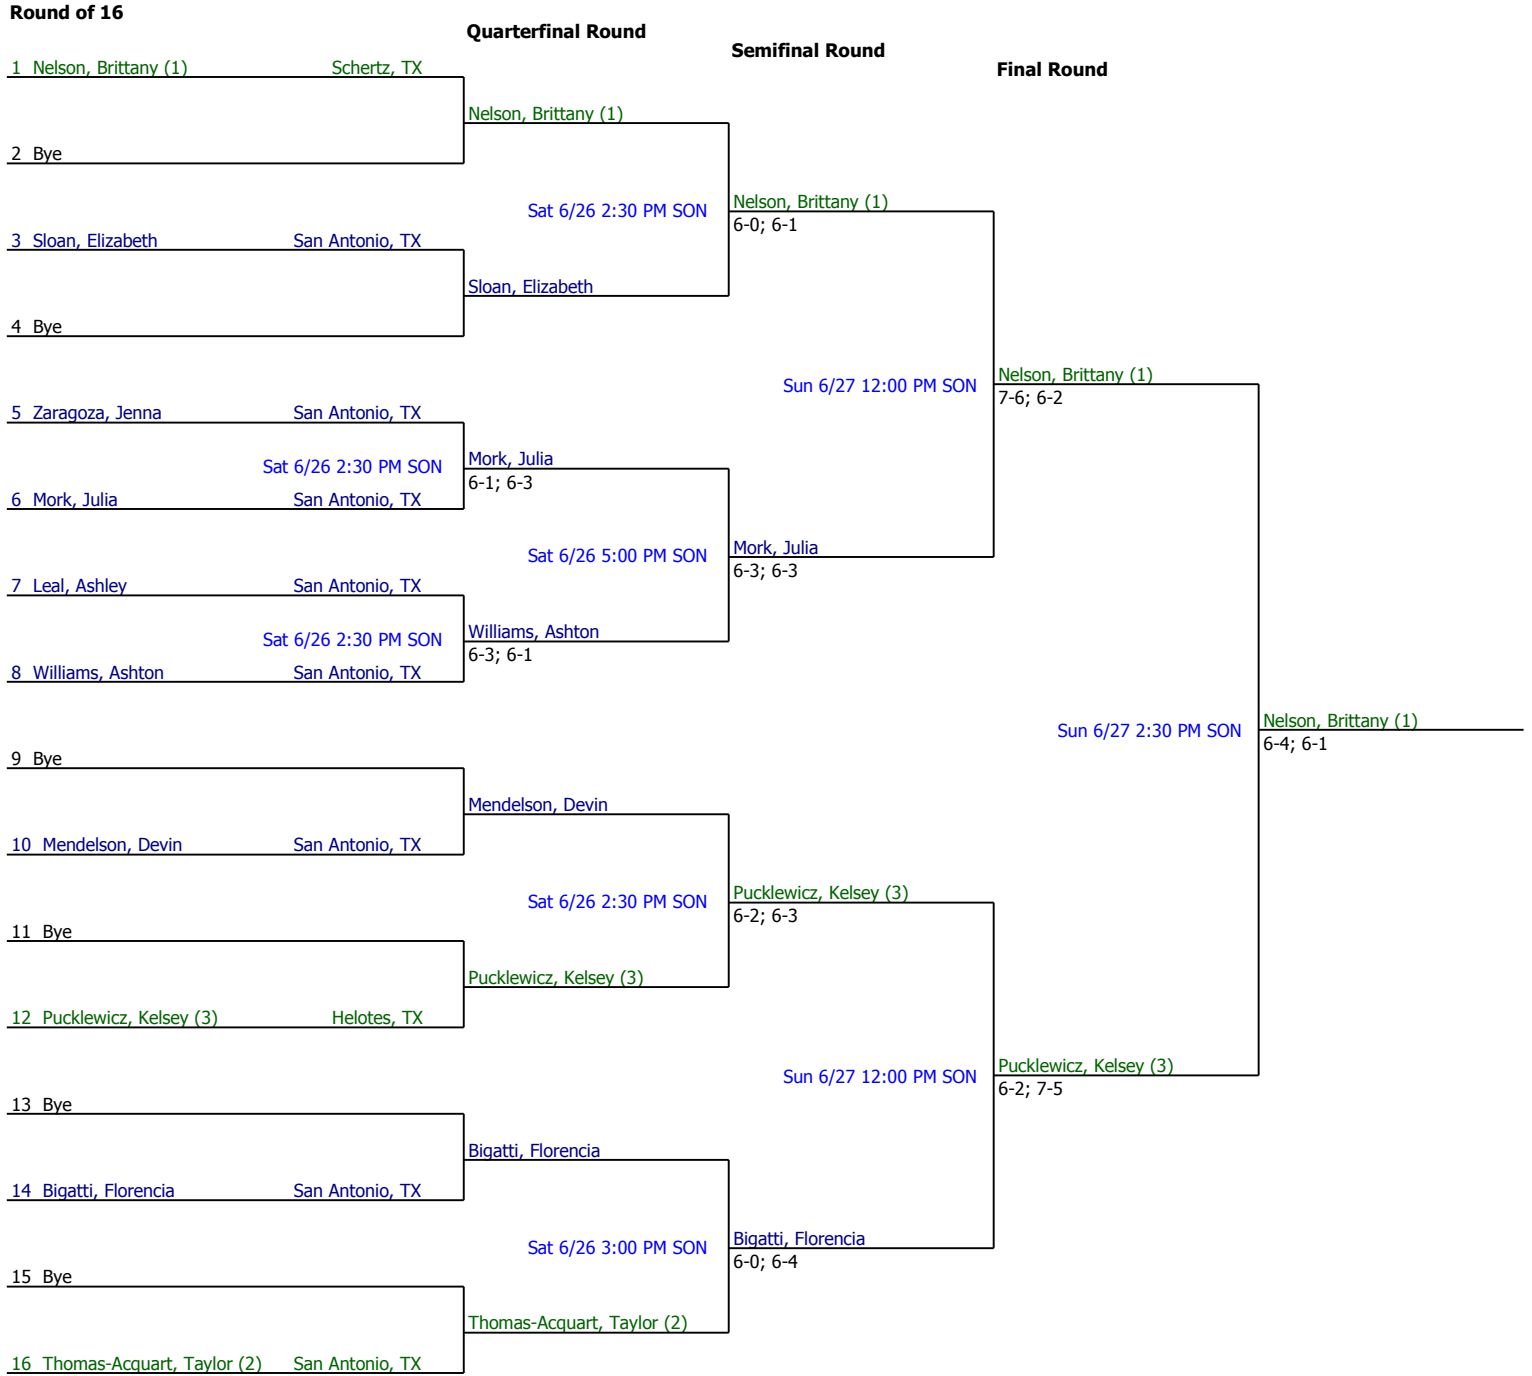 Round of 16
Quarterfinal Round
Semifinal Round
Final Round
1 Nelson, Brittany (1) Schertz, TX
Nelson, Brittany (1)
2 Bye
Sat 6/26 2:30 PM SON
Nelson, Brittany (1)
6-0; 6-1
3 Sloan, Elizabeth San Antonio, TX
Sloan, Elizabeth
4 Bye
Sun 6/27 12:00 PM SON
Nelson, Brittany (1)
7-6; 6-2
5 Zaragoza, Jenna San Antonio, TX
Sat 6/26 2:30 PM SON
Mork, Julia
6-1; 6-3
6 Mork, Julia San Antonio, TX
Sat 6/26 5:00 PM SON
Mork, Julia
6-3; 6-3
7 Leal, Ashley San Antonio, TX
Sat 6/26 2:30 PM SON
Williams, Ashton
6-3; 6-1
8 Williams, Ashton San Antonio, TX
Sun 6/27 2:30 PM SON
Nelson, Brittany (1)
6-4; 6-1
9 Bye
Mendelson, Devin
10 Mendelson, Devin San Antonio, TX
Sat 6/26 2:30 PM SON
Pucklewicz, Kelsey (3)
6-2; 6-3
11 Bye
Pucklewicz, Kelsey (3)
12 Pucklewicz, Kelsey (3) Helotes, TX
Sun 6/27 12:00 PM SON
Pucklewicz, Kelsey (3)
6-2; 7-5
13 Bye
Bigatti, Florencia
14 Bigatti, Florencia San Antonio, TX
Sat 6/26 3:00 PM SON
Bigatti, Florencia
6-0; 6-4
15 Bye
Thomas-Acquart, Taylor (2)
16 Thomas-Acquart, Taylor (2) San Antonio, TX